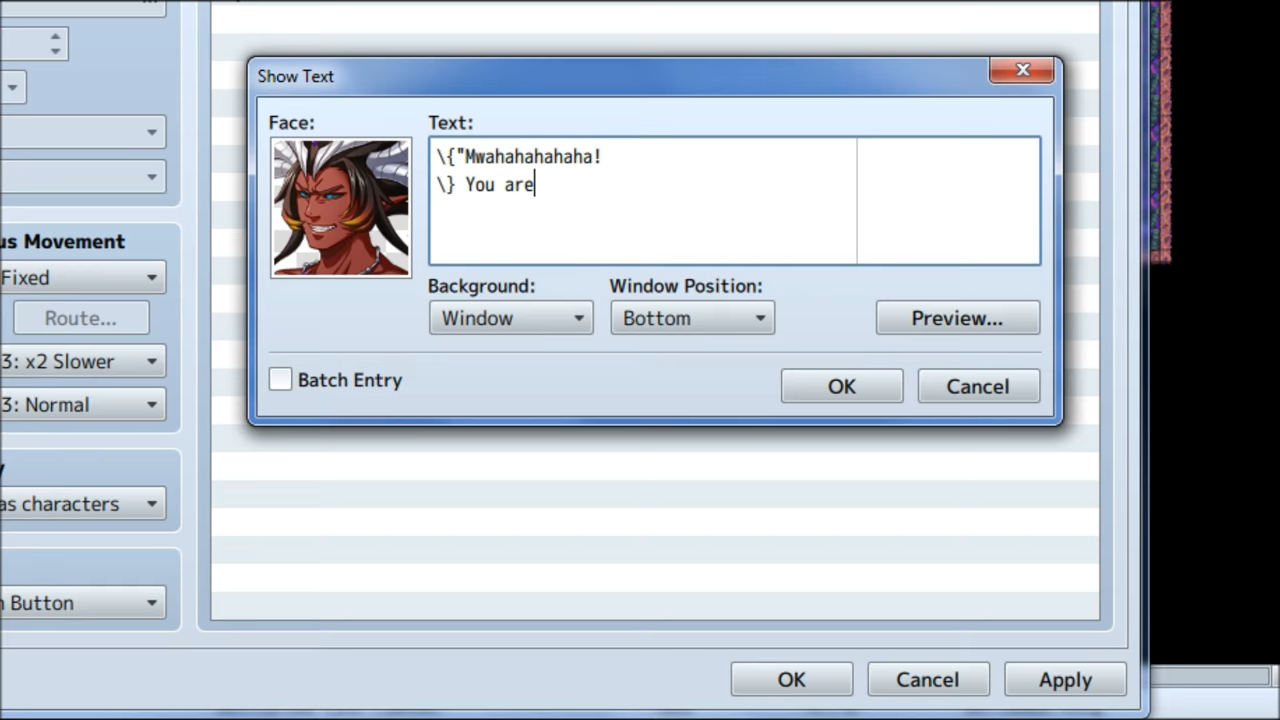 Show Text
Face:
Text:
\{"Mwahahahahaha!
\} You are
us Movement
Fixed
Background:
Window Position:
Route...
Window
Bottom
Preview...
3: x2 Slower
Batch Entry
OK
Cancel
3: Normal
y
as characters
n Button
OK
Cancel
Apply